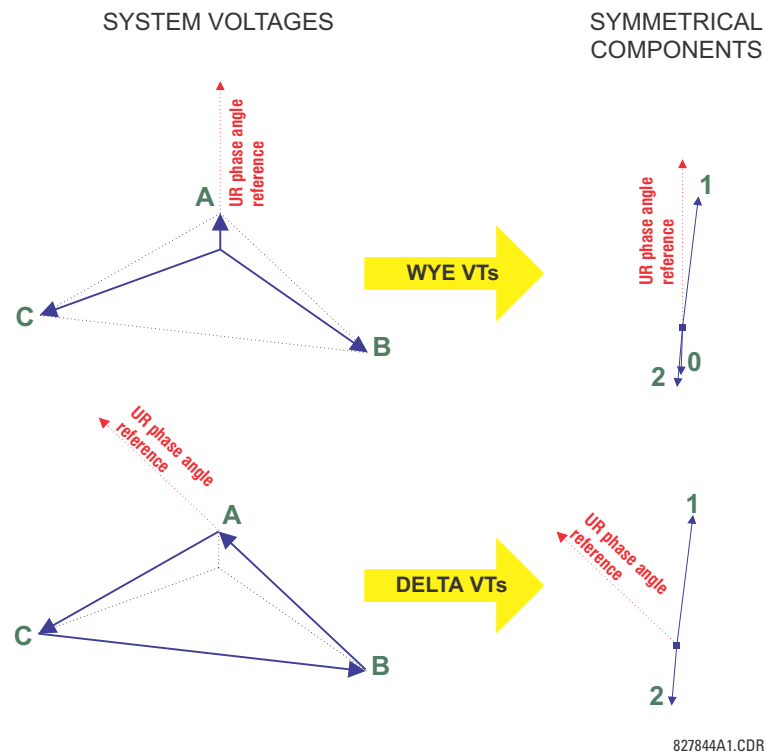 SYSTEM VOLTAGES
SYMMETRICAL
COMPONENTS
UR phase angle
reference
A
C
B
WYE VTs
UR phase angle
reference
1
2
0
UR phase angle
reference
A
C
B
DELTA VTs
UR phase angle
reference
1
2
827844A1.CDR